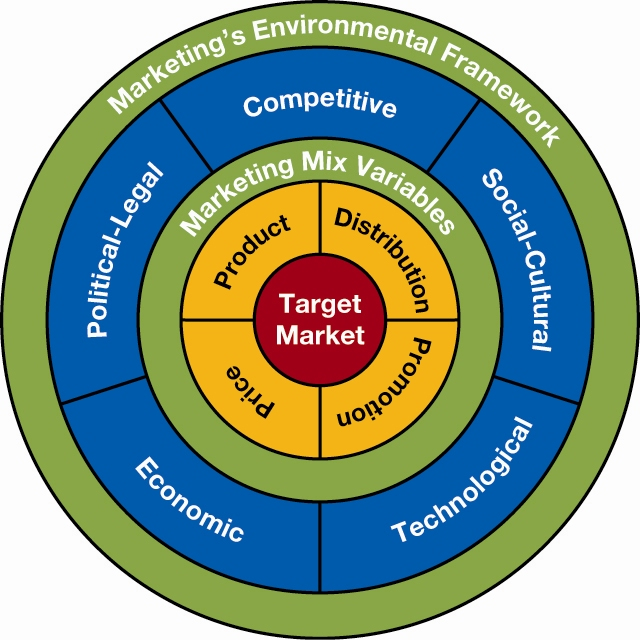 Marketing's Environmental Framework
Competitive
Political-Legal
Social-Cultural
Economic
Technological
Marketing Mix Variables
Product
Distribution
Price
Promotion
Target
Market